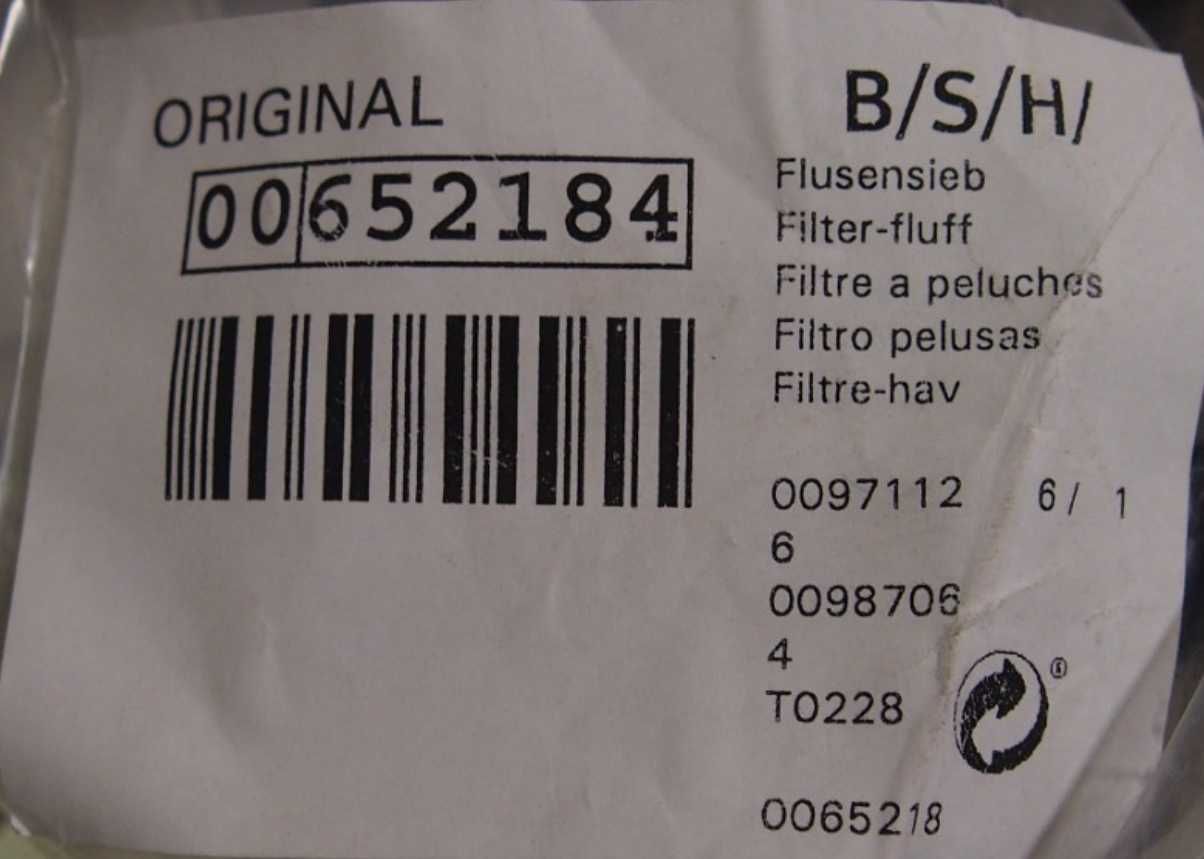 ORIGINAL
00652184
B/S/H/
Flusensieb
Filter-fluff
Filtre a peluches
Filtro pelusas
Filtre-hav
0097112 6/ 1
6
0098706
4
T0228
®
0065218